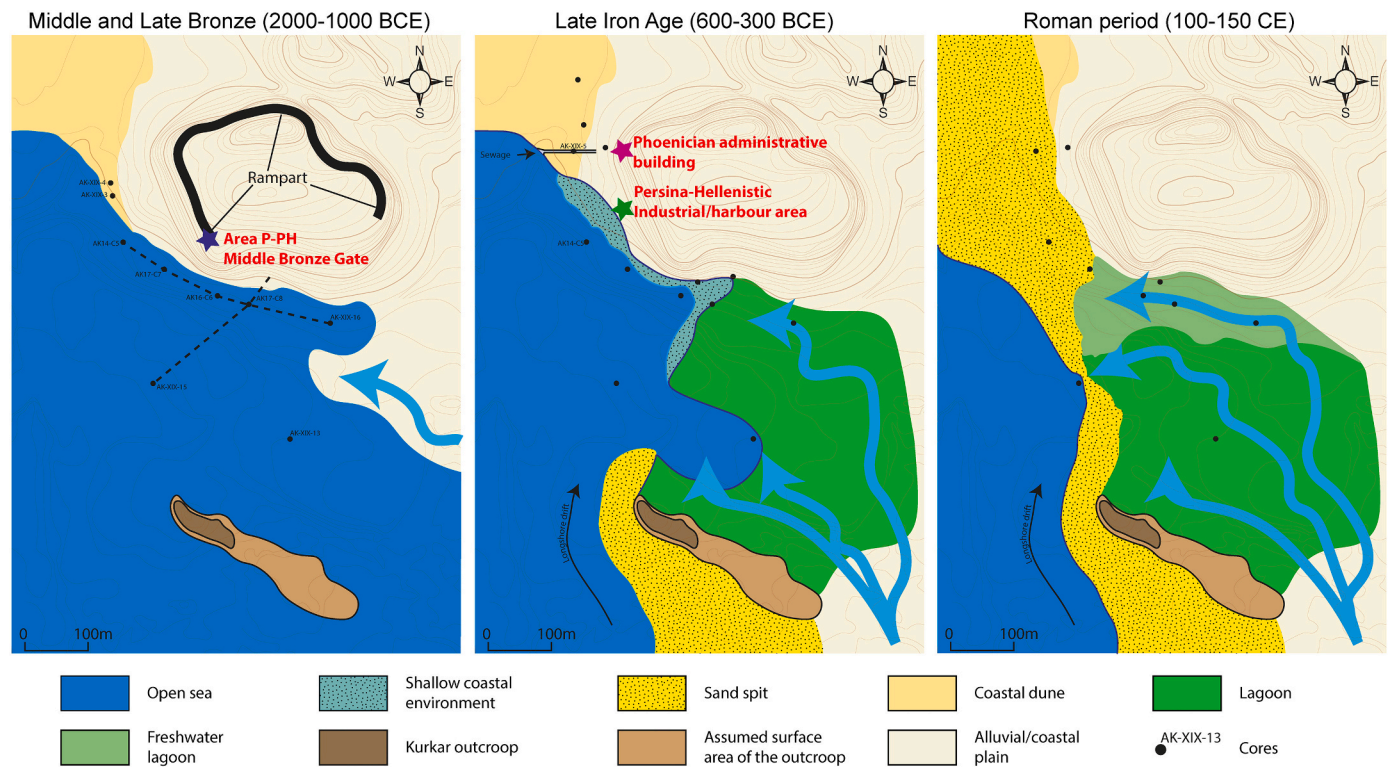 Middle and Late Bronze (2000-1000 BCE)
Late Iron Age (600-300 BCE)
Roman period (100-150 CE)
N
W
E
S
Rampart
AK-XIX-4
AK-XIX-3
Area P-PH
Middle Bronze Gate
AK14-C5
AK17-C7
AK16-C6
AK17-C8
AK-XIX-16
AK-XIX-15
AK-XIX-13
0
100m
N
W
E
S
AK-XIX-5
Sewage
Phoenician administrative
building
Persina-Hellenistic
Industrial/harbour area
AK14-C5
Longshore drift
0
100m
N
W
E
S
Longshore drift
0
100m
Open sea
Shallow coastal
environment
Sand spit
Coastal dune
Lagoon
Freshwater
lagoon
Kurkar outcroop
Assumed surface
area of the outcroop
Alluvial/coastal
plain
AK-XIX-13
Cores